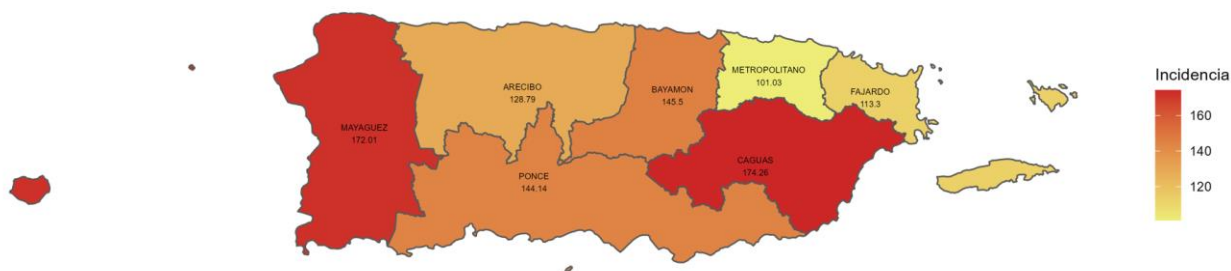 MAYAGUEZ
172.01
ARECIBO
128.79
BAYAMON
145.5
METROPOLITANO
101.03
FAJARDO
113.3
PONCE
144.14
CAGUAS
174.26
Incidencia
160
140
120